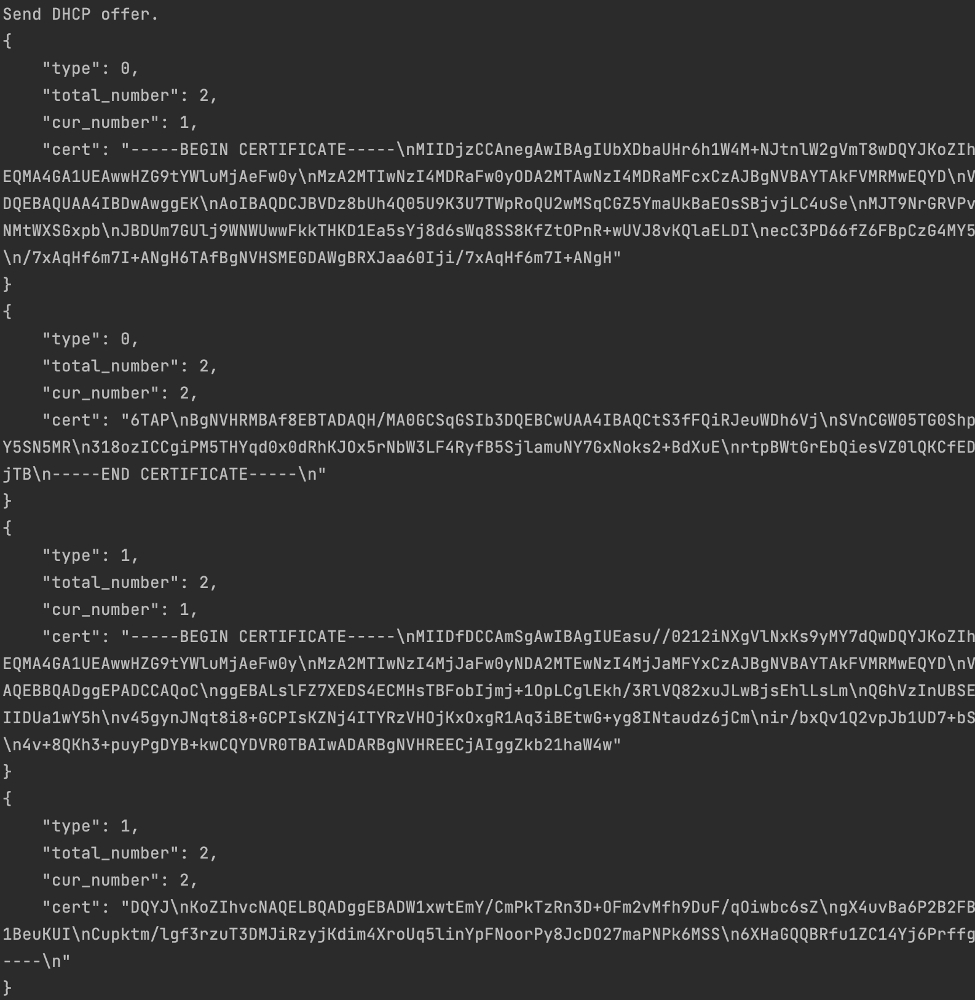 Send DHCP offer.
{
    "type": 0,
    "total_number": 2,
    "cur_number": 1,
    "cert": "-----BEGIN CERTIFICATE-----\nMIIDjzCCAnegAwIBAgIUbXDbaUHr6h1W4M+NJtnlW2gVmT8wDQYJKoZIh
EQMA4GA1UEAwwHZG9tYWluMjAeFw0y\nMzA2MTIwNzI4MDRaFw0yODA2MTAwNzI4MDRaMFcxCzAJBgNVBAYTAkFVMRMwEQYD\nV
DQEBAQUAA4IBDwAwggEK\nAoIBAQDCJBVDz8bUh4Q05U9K3U7TWpRoQU2wMSqCGZ5YmaUkBaEOsSBjvjLC4uSe\nMJT9NrGRVPv
NMtWXSGxpb\nJBDUm7GUlj9WNWUwwFkkTHKD1Ea5sYj8d6sWq8SS8KfZtOPnR+wUVJ8vKQlaELDI\necC3PD66fZ6FBpCzG4MY5
\n/7xAqHf6m7I+ANgH6TAfBgNVHSMEGDAWgBRXJaa60Iji/7xAqHf6m7I+ANgH"
}
{
    "type": 0,
    "total_number": 2,
    "cur_number": 2,
    "cert": "6TAP\nBgNVHRMBAf8EBTADAQH/MA0GCSqGSIb3DQEBCwUAA4IBAQCtS3fFQiRJeuWDh6Vj\nSVnCGW05TG0Shp
Y5SN5MR\n318ozICCgiPM5THYqd0x0dRhKJOx5rNbW3LF4RyfB5SjlamuNY7GxNoks2+BdXuE\nrtpBWtGrEbQiesVZ0lQKCfED
jTB\n-----END CERTIFICATE-----\n"
}
{
    "type": 1,
    "total_number": 2,
    "cur_number": 1,
    "cert": "-----BEGIN CERTIFICATE-----\nMIIDfDCCAmSgAwIBAgIUEasu//0212iNXgVlNxKs9yMY7dQwDQYJKoZIh
EQMA4GA1UEAwwHZG9tYWluMjAeFw0y\nMzA2MTIwNzI4MjJaFw0yNDA2MTEwNzI4MjJaMFYxCzAJBgNVBAYTAkFVMRMwEQYD\nV
AQEBBQADggEPADCCAQoC\nggEBALslFZ7XEDS4ECMHsTBFobIjmj+1OpLCglEkh/3RlVQ82xuJLwBjsEhlLsLm\nQGhVzInUBSE
IIDUa1wY5h\nv45gynJNqt8i8+GCPIsKZNj4ITYRzVHOjKxOxgR1Aq3iBEtwG+yg8INtaudz6jCm\nir/bxQv1Q2vpJb1UD7+bS
\n4v+8QKh3+puyPgDYB+kwCQYDVR0TBAIwADARBgNVHREECjAIggZkb21haW4w"
}
{
    "type": 1,
    "total_number": 2,
    "cur_number": 2,
    "cert": "DQYJ\nKoZIhvcNAQELBQADggEBADW1xwtEmY/CmPkTzRn3D+OFm2vMfh9DuF/qOiwbc6sZ\ngX4uvBa6P2B2FB
1BeuKUI\nCupktm/lgf3rzuT3DMJiRzyjKdim4XroUq5linYpFNoorPy8JcDO27maPNPk6MSS\n6XHaGQQBRfu1ZC14Yj6Prffg
----\n"
}